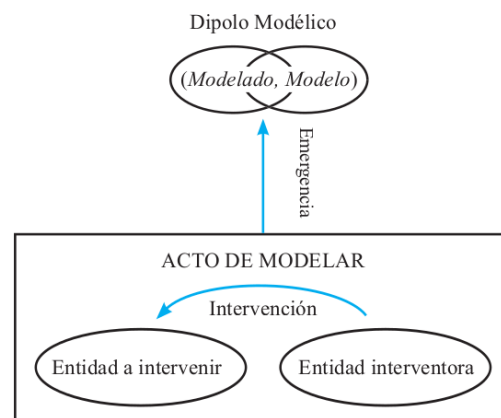 Dipolo Modélico
(Modelado, Modelo)
Emergencia
ACTO DE MODELAR
Intervención
Entidad a intervenir
Entidad interventora